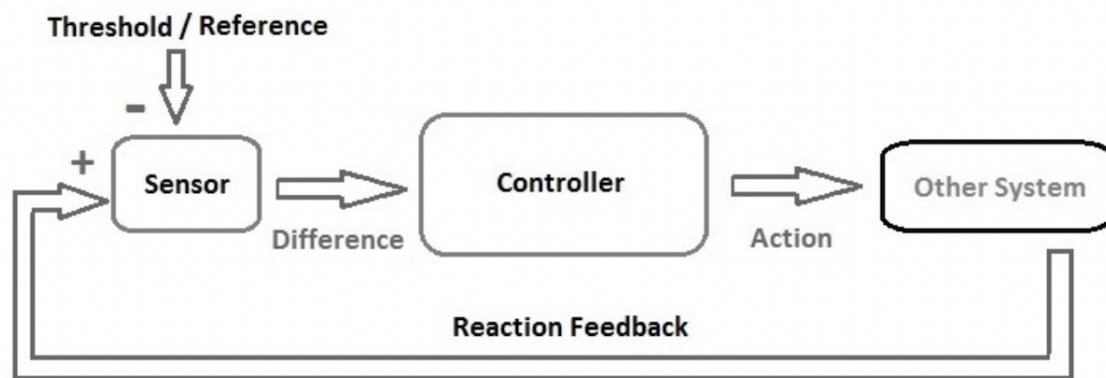 Threshold / Reference
-
+
Sensor
Difference
Controller
Action
Other System
Reaction Feedback